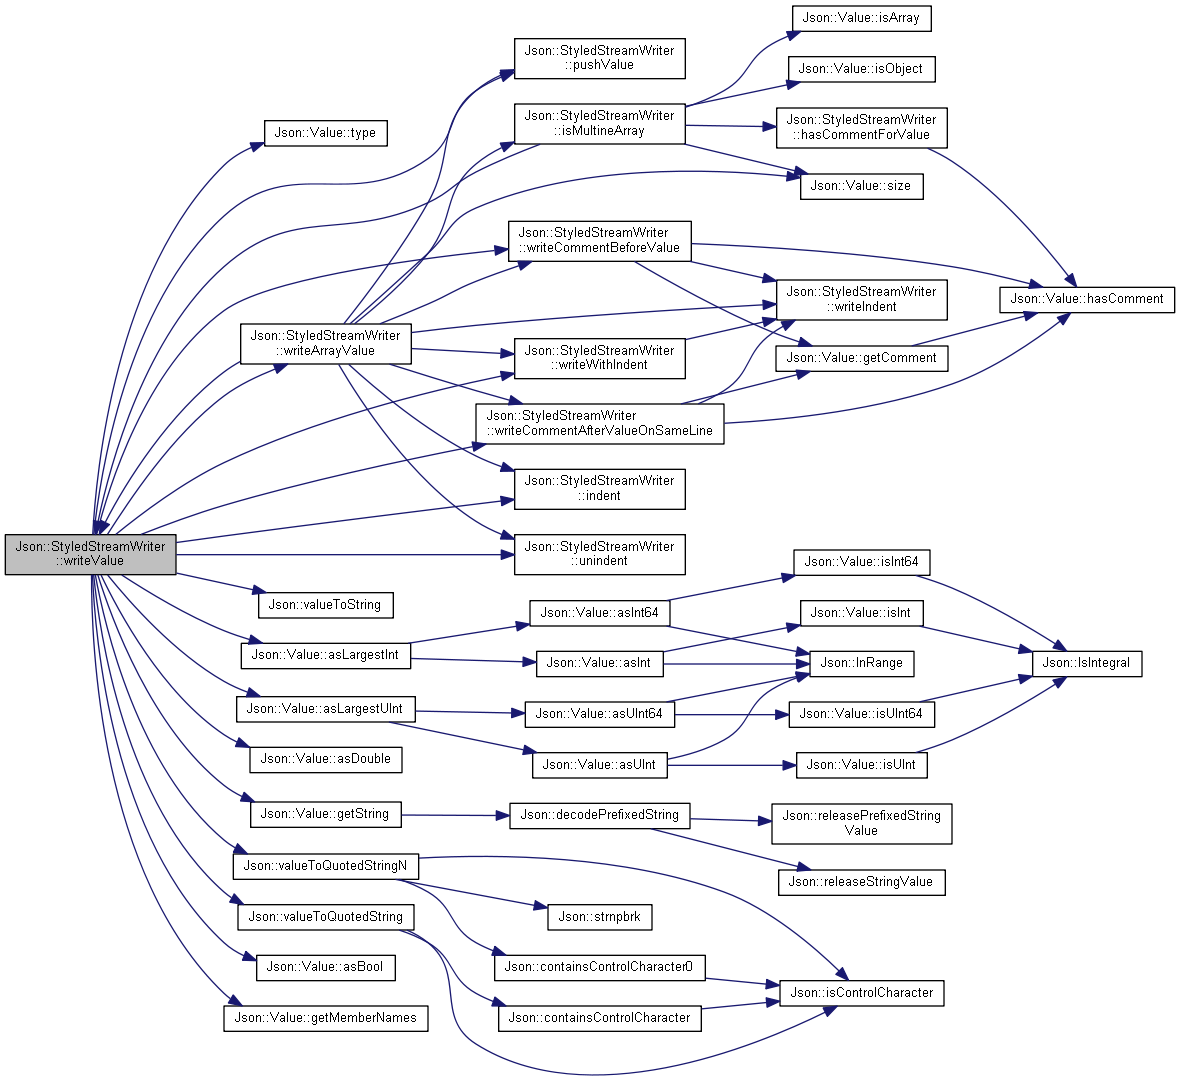 Json::Value::isArray
Json::StyledStreamWriter
::pushValue
Json::Value::isObject
Json::StyledStreamWriter
::isMultineArray
Json::StyledStreamWriter
::hasCommentForValue
Json::Value::type
Json::Value::size
Json::StyledStreamWriter
::writeCommentBeforeValue
Json::StyledStreamWriter
::writeIndent
Json::Value::hasComment
Json::StyledStreamWriter
::writeArrayValue
Json::StyledStreamWriter
::writeWithIndent
Json::Value::getComment
Json::StyledStreamWriter
::writeCommentAfterValueOnSameLine
Json::StyledStreamWriter
::indent
Json::StyledStreamWriter
::writeValue
Json::StyledStreamWriter
::unindent
Json::Value::isInt64
Json::valueToString
Json::Value::asInt64
Json::Value::isInt
Json::Value::asLargestInt
Json::Value::asInt
Json::InRange
Json::IsIntegral
Json::Value::asLargestUInt
Json::Value::asUInt64
Json::Value::isUInt64
Json::Value::asDouble
Json::Value::asUInt
Json::Value::isUInt
Json::Value::getString
Json::decodePrefixedString
Json::releasePrefixedString
Value
Json::valueToQuotedStringN
Json::releaseStringValue
Json::valueToQuotedString
Json::strnpbrk
Json::Value::asBool
Json::containsControlCharacter0
Json::isControlCharacter
Json::Value::getMemberNames
Json::containsControlCharacter